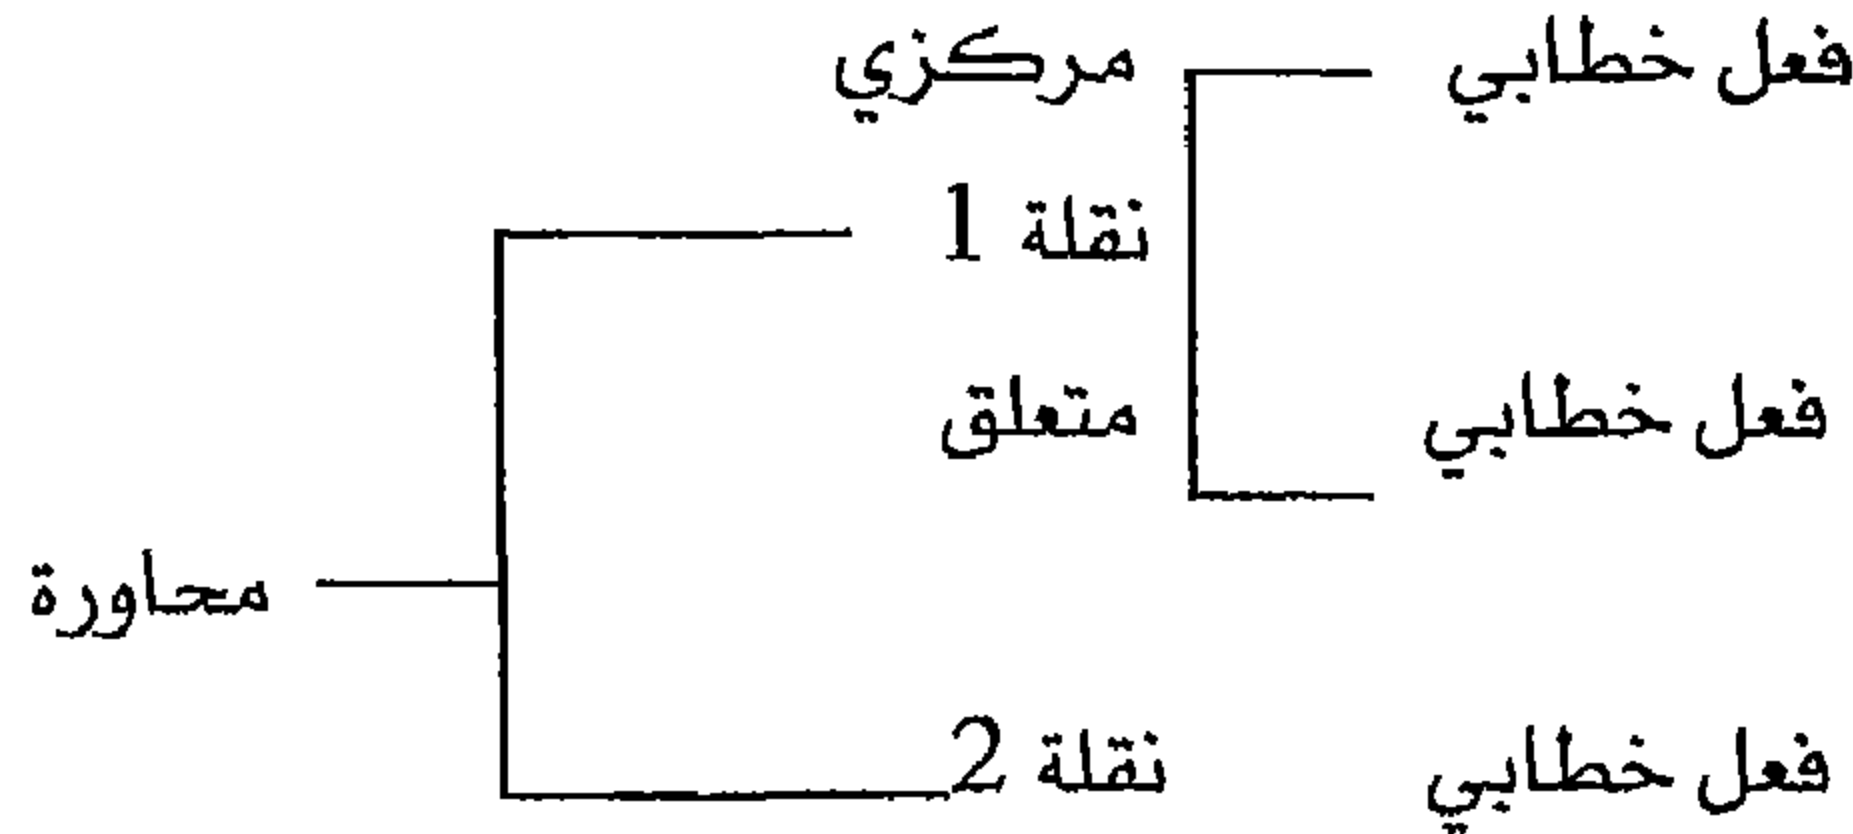 فعل خطابي مركزي
نقلة 1
فعل خطابي متعلق
محاورة
فعل خطابي نقلة 2